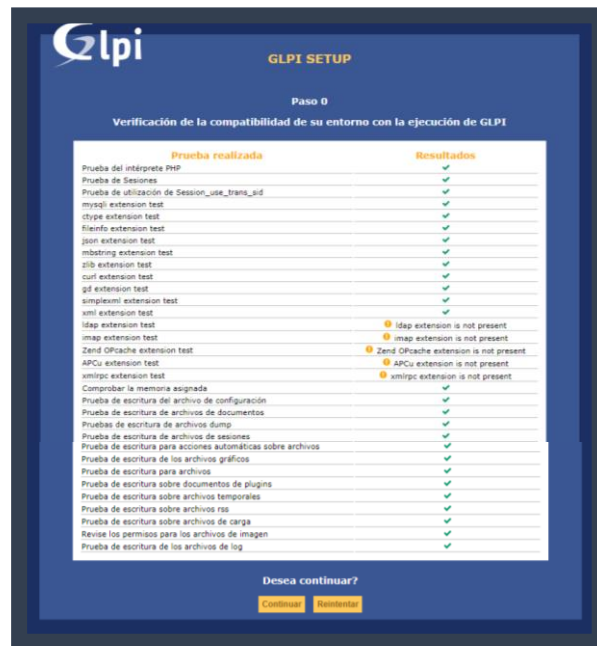 Glpi
GLPI SETUP
Paso 0
Verificación de la compatibilidad de su entorno con la ejecución de GLPI
Prueba realizada Resultados
Prueba del intérprete PHP ✔
Prueba de Sesiones ✔
Prueba de utilización de Session_use_trans_sid ✔
mysqli extension test ✔
ctype extension test ✔
fileinfo extension test ✔
json extension test ✔
mbstring extension test ✔
zlib extension test ✔
curl extension test ✔
gd extension test ✔
simplexml extension test ✔
xml extension test ✔
ldap extension test ldap extension is not present
imap extension test imap extension is not present
Zend OPcache extension test Zend OPcache extension is not present
APCu extension test APCu extension is not present
xmlrpc extension test xmlrpc extension is not present
Comprobar la memoria asignada ✔
Prueba de escritura del archivo de configuración ✔
Prueba de escritura de archivos de documentos ✔
Pruebas de escritura de archivos dump ✔
Prueba de escritura de archivos de sesiones ✔
Prueba de escritura para acciones automáticas sobre archivos ✔
Prueba de escritura de los archivos gráficos ✔
Prueba de escritura para archivos ✔
Prueba de escritura sobre documentos de plugins ✔
Prueba de escritura sobre archivos temporales ✔
Prueba de escritura sobre archivos rss ✔
Prueba de escritura sobre archivos de carga ✔
Revise los permisos para los archivos de imagen ✔
Prueba de escritura de los archivos de log ✔
Desea continuar?
Continuar Reintentar